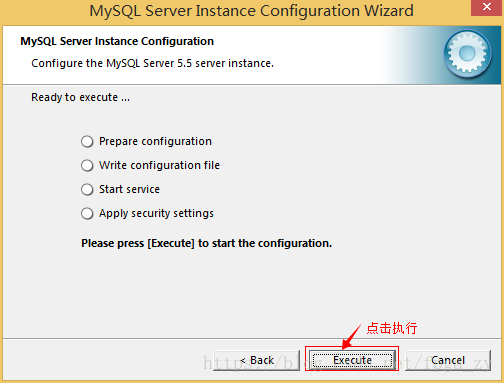 MySQL Server Instance Configuration Wizard
MySQL Server Instance Configuration
Configure the MySQL Server 5.5 server instance.
Ready to execute ...
Prepare configuration
Write configuration file
Start service
Apply security settings
Please press [Execute] to start the configuration.
点击执行
< Back
Execute
Cancel